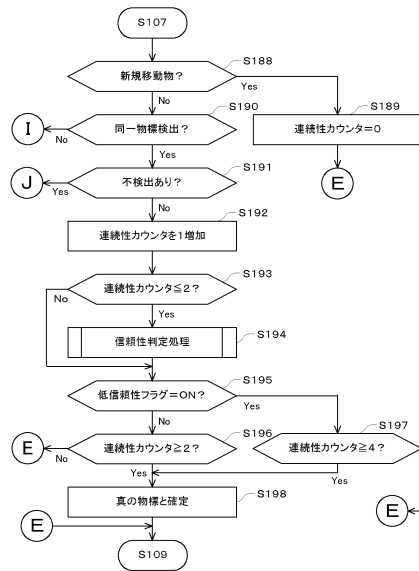 S107
新規移動物?
S188
Yes
No
S189
連続性カウンタ=0
E
S190
同一物標検出?
No
I
Yes
S191
不検出あり?
Yes
J
No
S192
連続性カウンタを1増加
S193
連続性カウンタ≦2?
No
Yes
S194
信頼性判定処理
S195
低信頼性フラグ=ON?
Yes
No
S196
連続性カウンタ≧2?
No
E
Yes
S197
連続性カウンタ≧4?
Yes
E
S198
真の物標と確定
E
S109